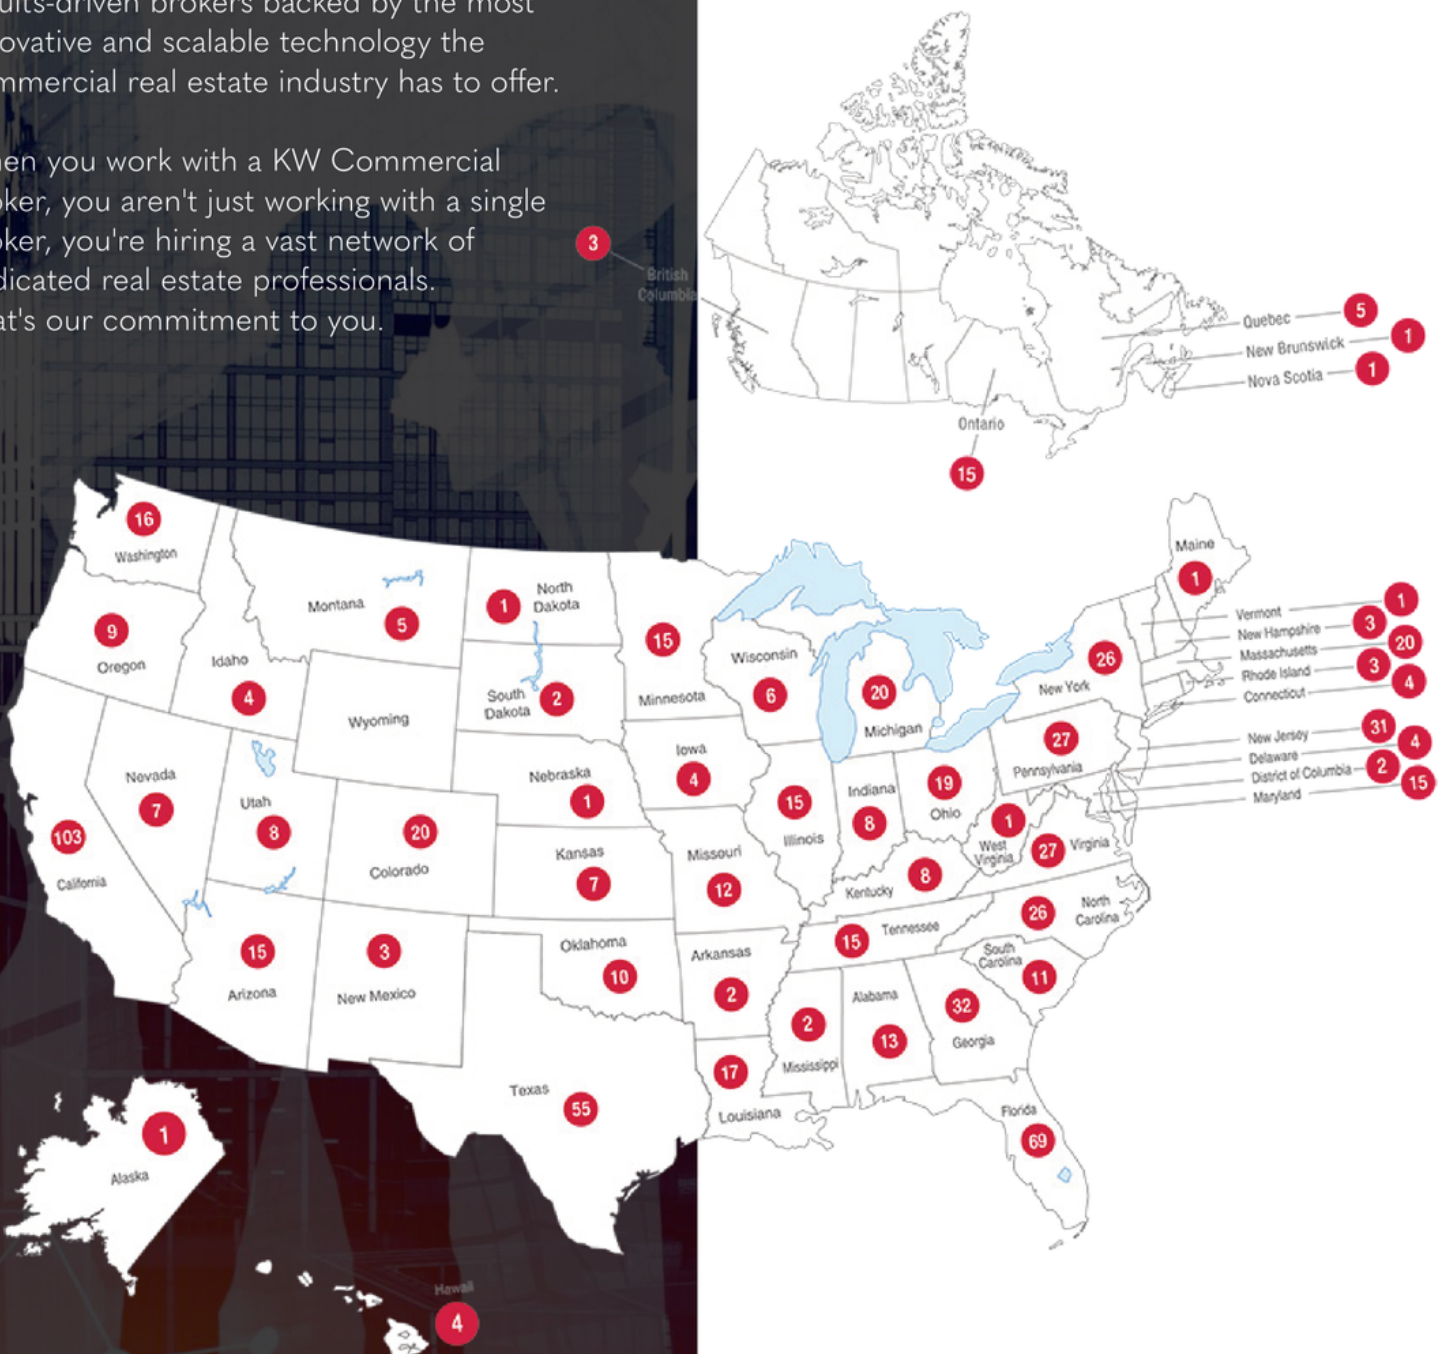 ults-driven brokers backed by the most
ovative and scalable technology the
mmercial real estate industry has to offer.
en you work with a KW Commercial
oker, you aren't just working with a single
oker, you're hiring a vast network of
dicated real estate professionals.
at's our commitment to you.
3
British
Columbia
Quebec 5
New Brunswick 1
Nova Scotia 1
Ontario
15
16
Washington
9
Oregon
Idaho
4
Montana
5
1
North
Dakota
South
Dakota
2
Wyoming
15
Minnesota
Wisconsin
6
20
Michigan
Maine
1
Vermont 1
New Hampshire 3
Massachusetts 20
Rhode Island 3
Connecticut 4
New Jersey 31
Delaware 4
District of Columbia 2
Maryland 15
26
New York
27
Pennsylvania
Nevada
7
Utah
8
103
California
20
Colorado
Nebraska
1
Kansas
7
Iowa
4
Missouri
12
15
Illinois
Indiana
8
19
Ohio
1
West
Virginia
27
Virginia
Kentucky
8
15
Tennessee
26
North
Carolina
South
Carolina
11
15
Arizona
3
New Mexico
Oklahoma
10
Arkansas
2
2
Mississippi
Alabama
13
32
Georgia
17
Louisiana
Texas
55
Florida
69
1
Alaska
Hawaii
4